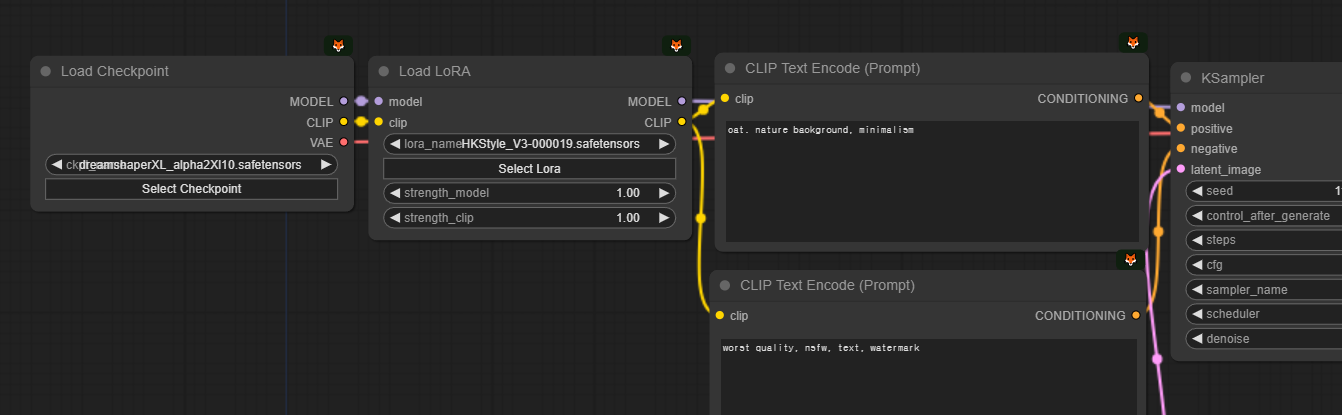 Load Checkpoint
MODEL
CLIP
VAE
dreamshaperXL_alpha2Xl10.safetensors
Select Checkpoint
Load LoRA
model
MODEL
clip
CLIP
lora_name HKStyle_V3-000019.safetensors
Select Lora
strength_model 1.00
strength_clip 1.00
CLIP Text Encode (Prompt)
clip
CONDITIONING
oat. nature background, minimalism
CLIP Text Encode (Prompt)
clip
CONDITIONING
worst quality, nsfw, text, watermark
KSampler
model
positive
negative
latent_image
seed
control_after_generate
steps
cfg
sampler_name
scheduler
denoise